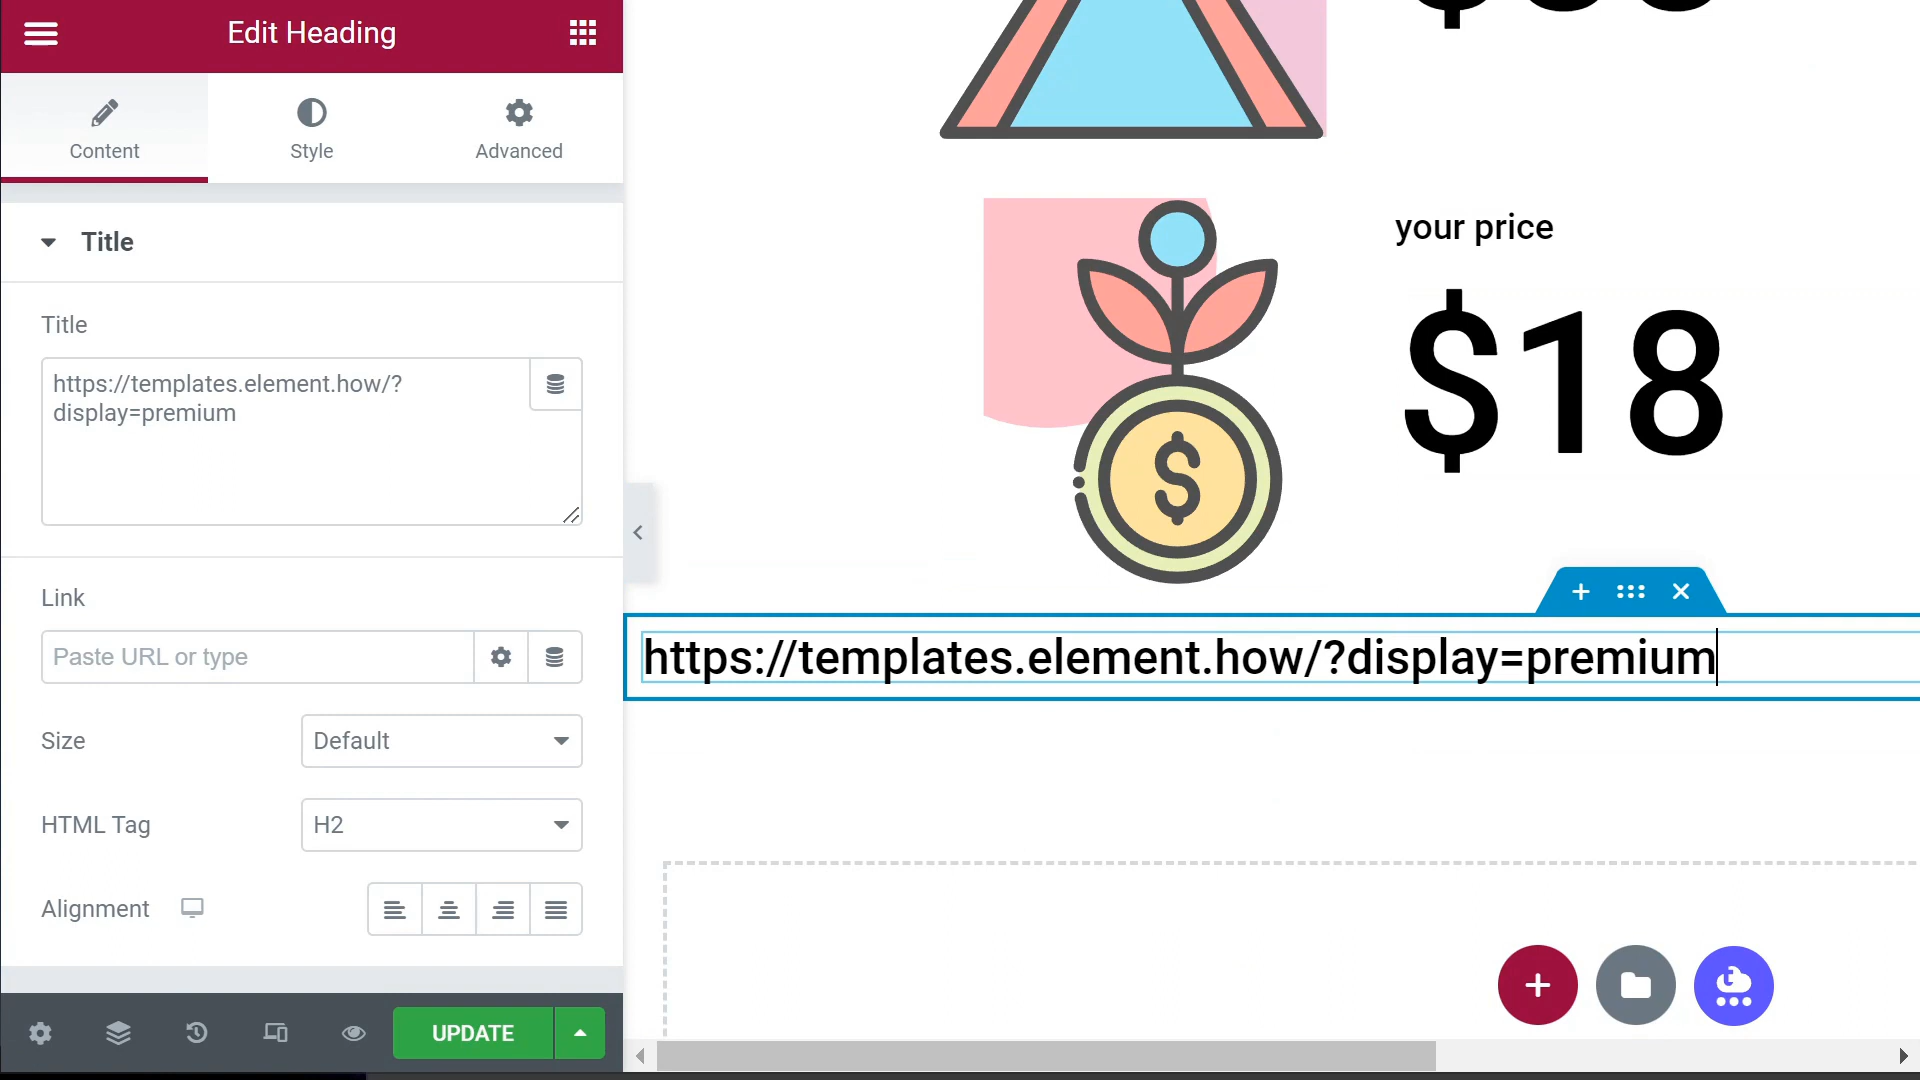 Edit Heading
Content
Style
Advanced
Title
Title
https://templates.element.how/?
display=premium
Link
Paste URL or type
Size
Default
HTML Tag
H2
Alignment
UPDATE
your price
$18
$
https://templates.element.how/?display=premium